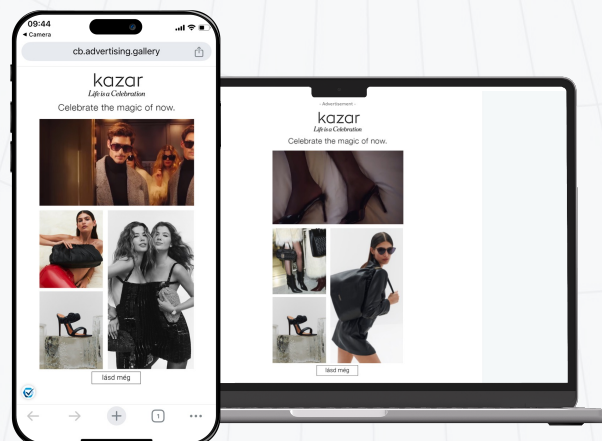 09:44
◀ Camera
cb.advertising.gallery
kazar
Life is a Celebration
Celebrate the magic of now.
lásd még
1
- Advertisement -
kazar
Life is a Celebration
Celebrate the magic of now.
lásd még